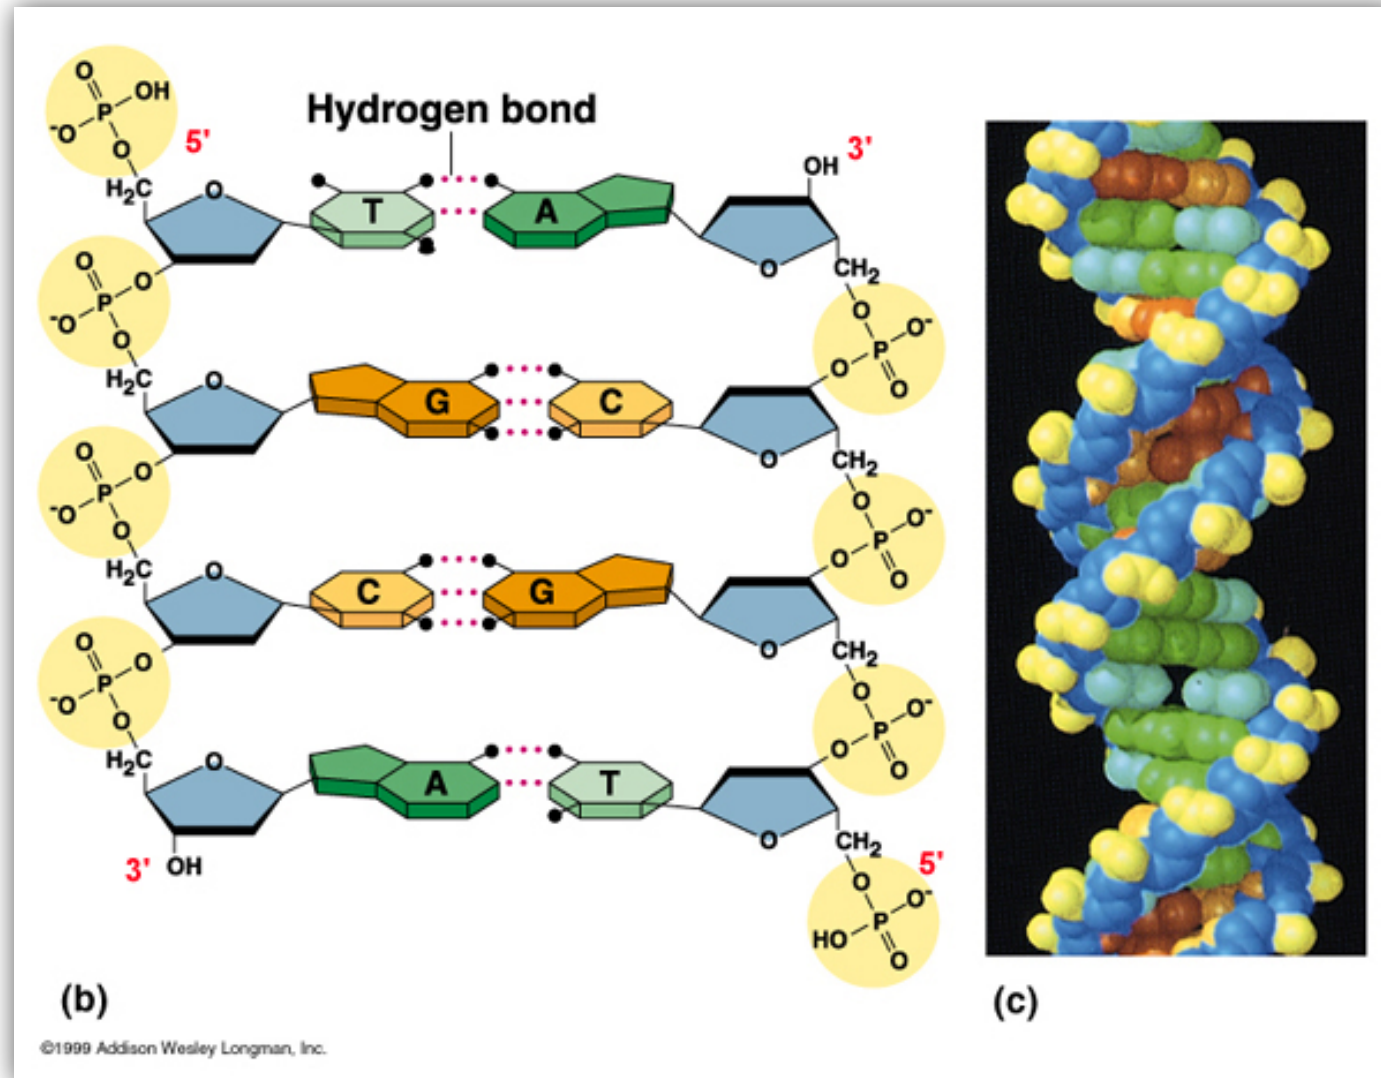 O
P
OH
⁻O
O
5'
Hydrogen bond
OH
3'
H₂C
O
T
A
O
CH₂
O
P
O
⁻O
O
O
P
O⁻
O
O
H₂C
O
G
C
O
CH₂
O
P
O
⁻O
O
O
P
O⁻
O
O
H₂C
O
C
G
O
CH₂
O
P
O
⁻O
O
O
P
O⁻
O
O
H₂C
O
A
T
O
CH₂
3'
OH
5'
O
P
O⁻
HO
O
(b)
(c)
©1999 Addison Wesley Longman, Inc.